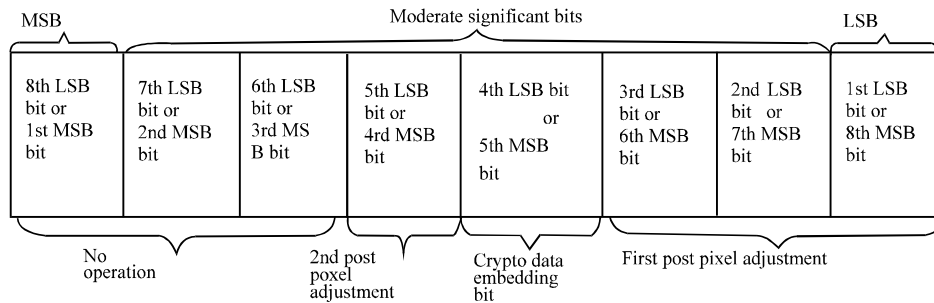 MSB
Moderate significant bits
LSB
8th LSB
bit or
1st MSB
bit
7th LSB
bit or
2nd MSB
bit
6th LSB
bit or
3rd MS
B bit
5th LSB
bit or
4rd MSB
bit
4th LSB bit
or
5th MSB
bit
3rd LSB
bit or
6th MSB
bit
2nd LSB
bit or
7th MSB
bit
1st LSB
bit or
8th MSB
bit
No
operation
2nd post
poxel
adjustment
Crypto data
embedding
bit
First post pixel adjustment